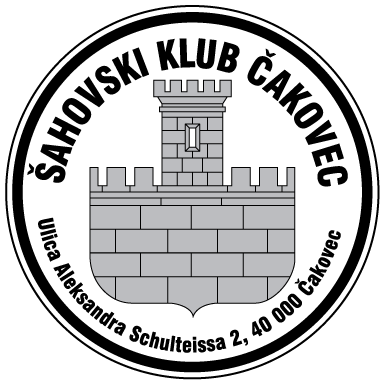 ŠAHOVSKI KLUB ČAKOVEC
Ulica Aleksandra Schulteissa 2, 40 000 Čakovec